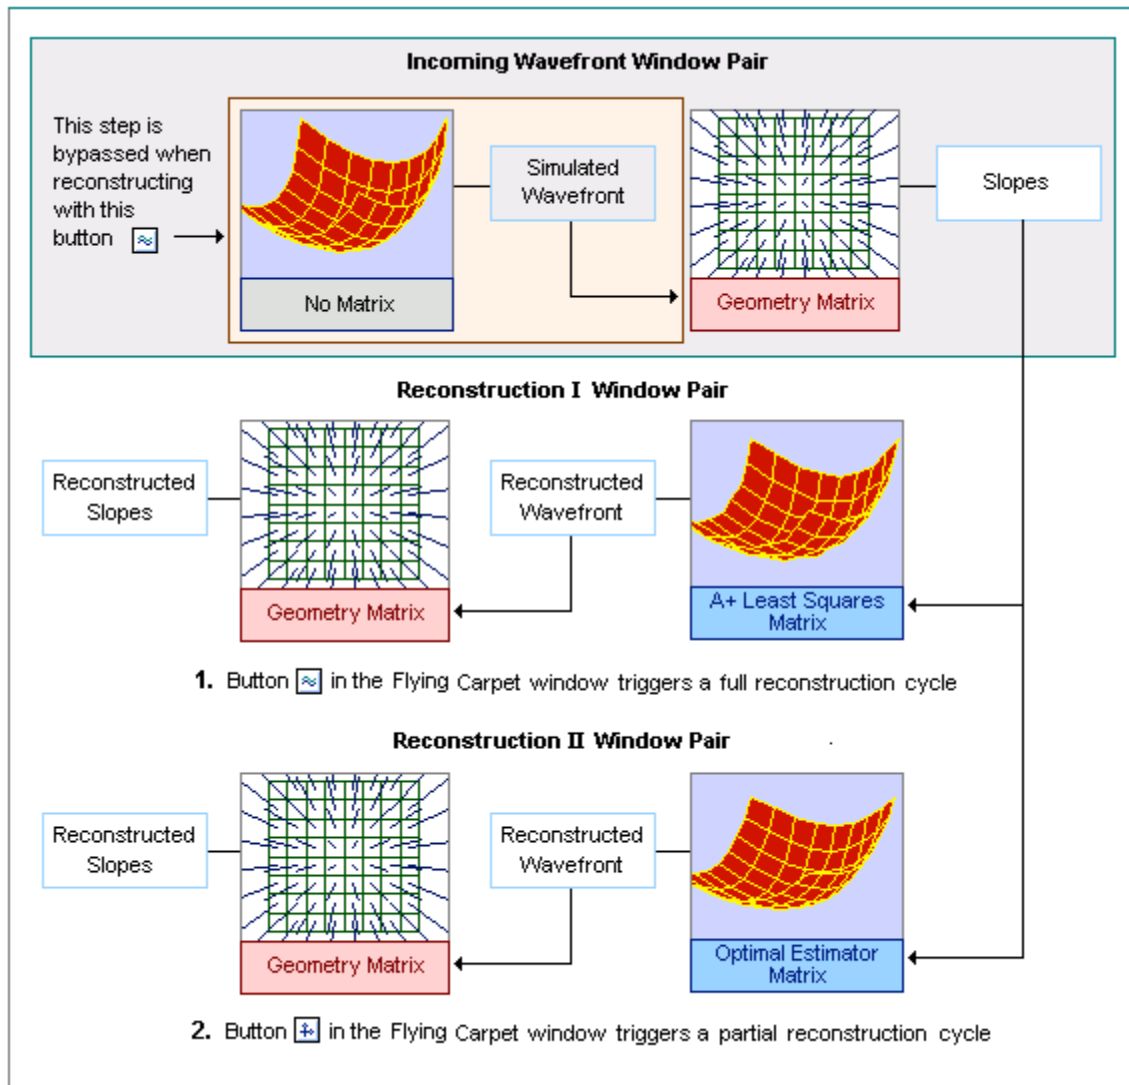 Incoming Wavefront Window Pair
This step is
bypassed when
reconstructing
with this
button
No Matrix
Simulated
Wavefront
Geometry Matrix
Slopes
Reconstruction I Window Pair
Reconstructed
Slopes
Geometry Matrix
Reconstructed
Wavefront
A+ Least Squares
Matrix
1. Button in the Flying Carpet window triggers a full reconstruction cycle
Reconstruction II Window Pair
Reconstructed
Slopes
Geometry Matrix
Reconstructed
Wavefront
Optimal Estimator
Matrix
2. Button in the Flying Carpet window triggers a partial reconstruction cycle